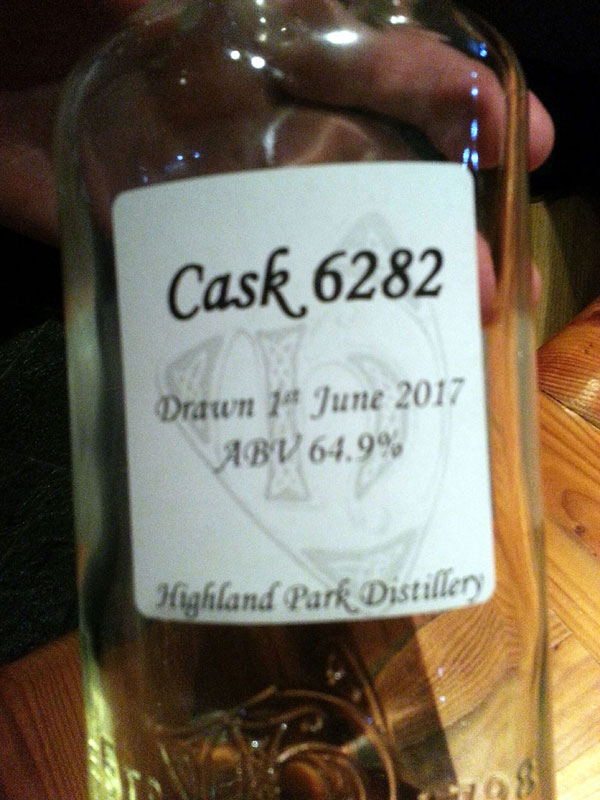 Cask 6282
Drawn 1st June 2017
ABV 64.9%
Highland Park Distillery